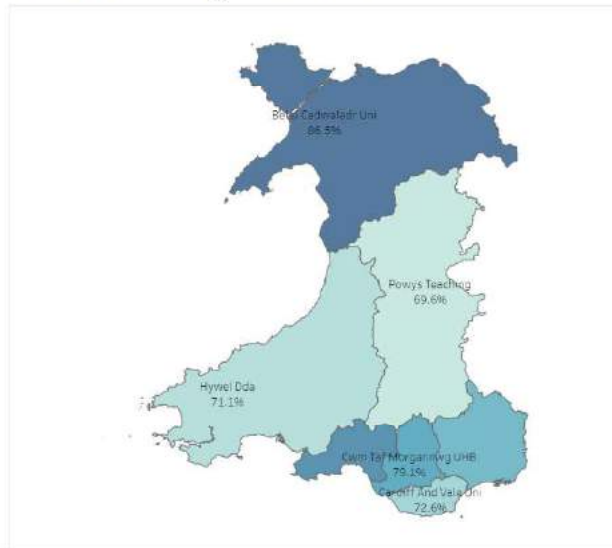 Betsi Cadwaladr Uni
86.5%
Powys Teaching
69.6%
Hywel Dda
71.1%
Cwm Taf Morgannwg UHB
79.1%
Cardiff And Vale Uni
72.6%